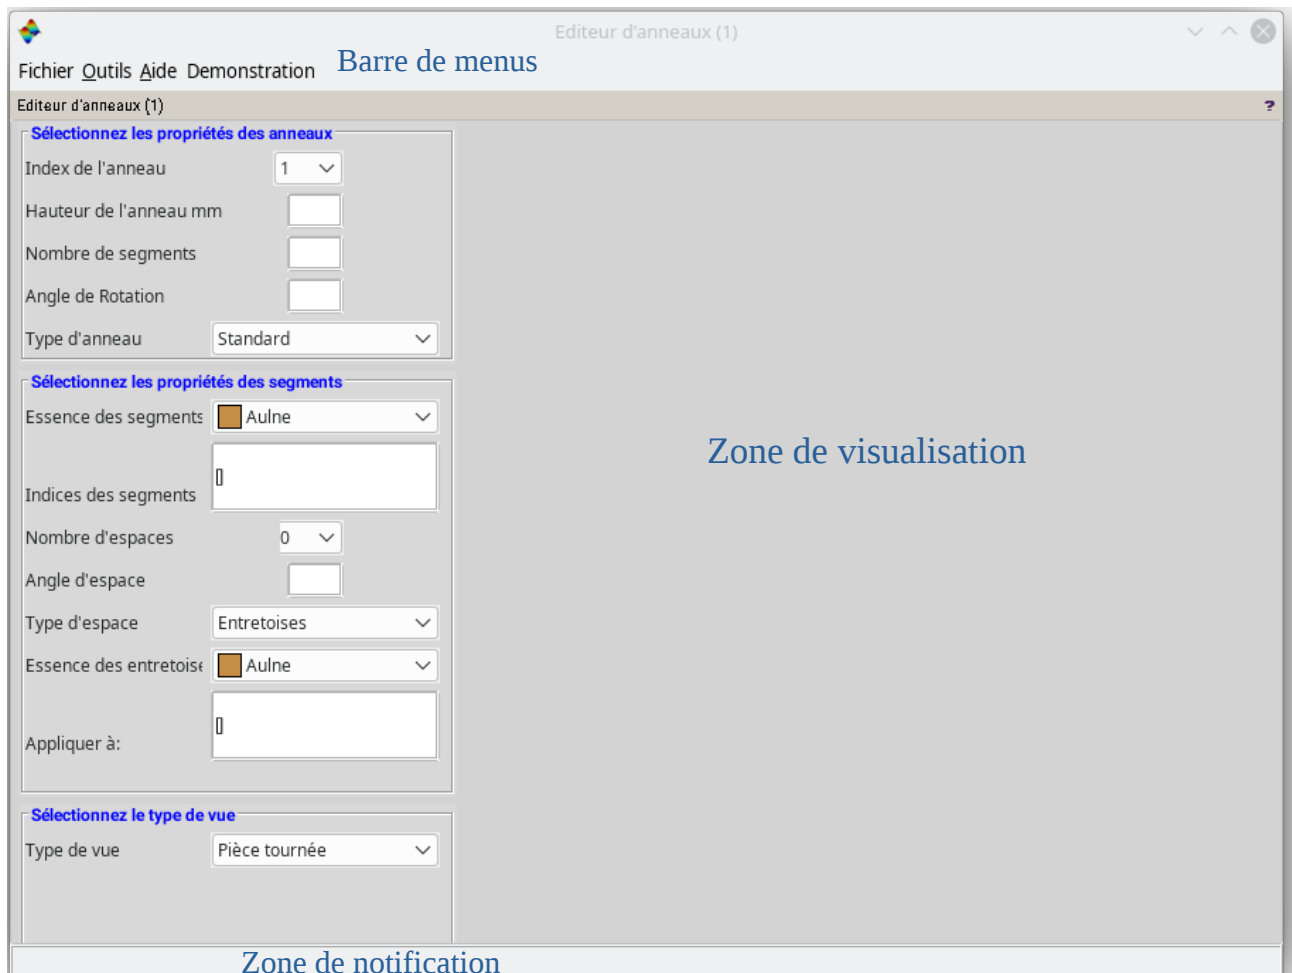 Editeur d'anneaux (1)
Barre de menus
Fichier Outils Aide Demonstration
Editeur d'anneaux (1) ?
Sélectionnez les propriétés des anneaux
Index de l'anneau 1
Hauteur de l'anneau mm
Nombre de segments
Angle de Rotation
Type d'anneau Standard
Sélectionnez les propriétés des segments
Essence des segments Aulne
[]
Indices des segments
Nombre d'espaces 0
Angle d'espace
Type d'espace Entretoises
Essence des entretoise Aulne
[]
Appliquer à:
Sélectionnez le type de vue
Type de vue Pièce tournée
Zone de visualisation
Zone de notification